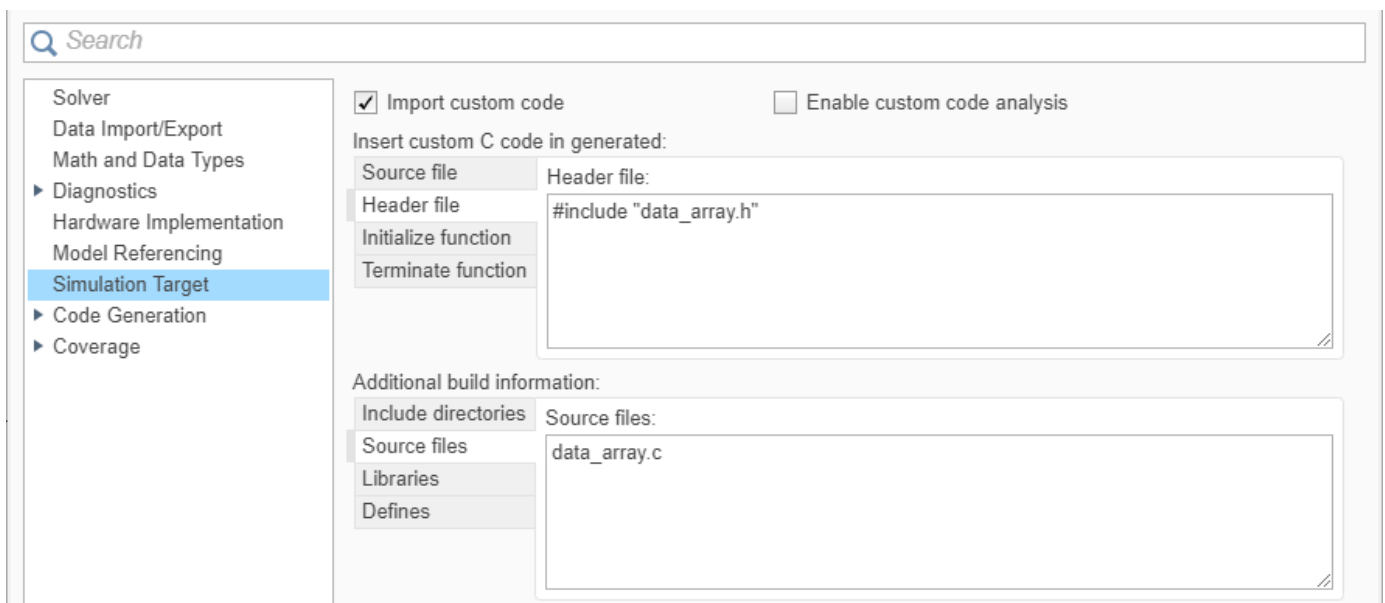 Search
Solver
Data Import/Export
Math and Data Types
Diagnostics
Hardware Implementation
Model Referencing
Simulation Target
Code Generation
Coverage
Import custom code
Enable custom code analysis
Insert custom C code in generated:
Source file
Header file
Initialize function
Terminate function
Header file:
#include "data_array.h"
Additional build information:
Include directories
Source files
Libraries
Defines
Source files:
data_array.c